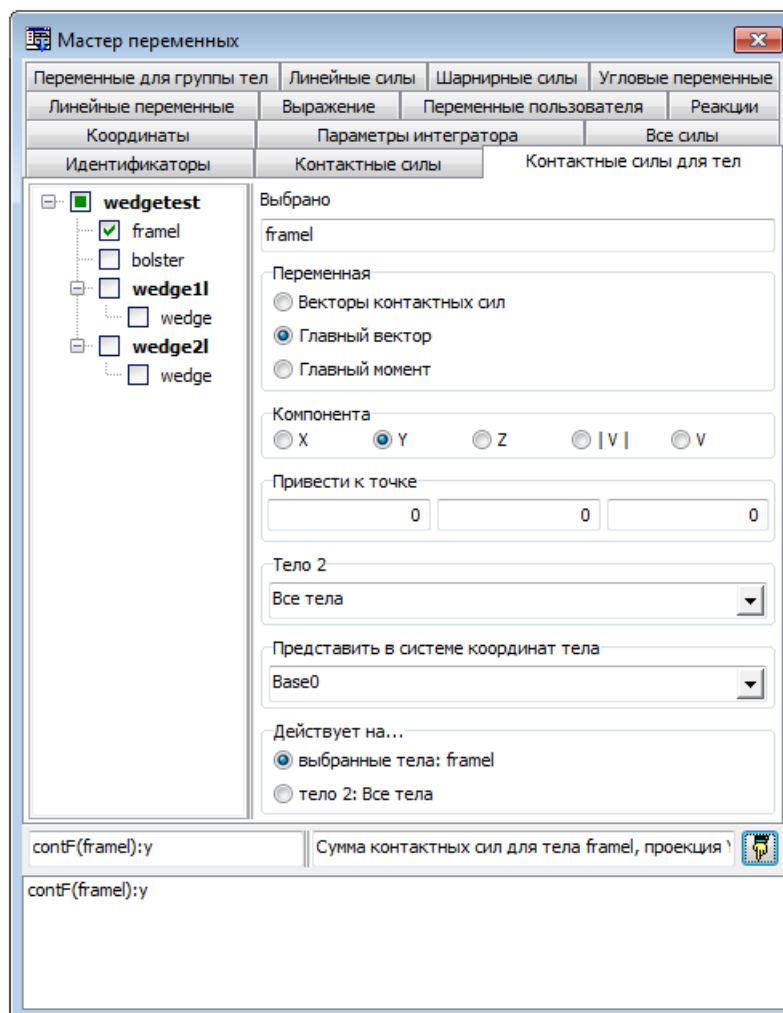 Мастер переменных
Переменные для группы тел Линейные силы Шарнирные силы Угловые переменные
Линейные переменные Выражение Переменные пользователя Реакции
Координаты Параметры интегратора Все силы
Идентификаторы Контактные силы Контактные силы для тел
wedgetest
framel
bolster
wedge1l
wedge
wedge2l
wedge
Выбрано
framel
Переменная
Векторы контактных сил
Главный вектор
Главный момент
Компонента
X Y Z | V | V
Привести к точке
0 0 0
Тело 2
Все тела
Представить в системе координат тела
Base0
Действует на...
выбранные тела: framel
тело 2: Все тела
contF(framel):y Сумма контактных сил для тела framel, проекция
contF(framel):y